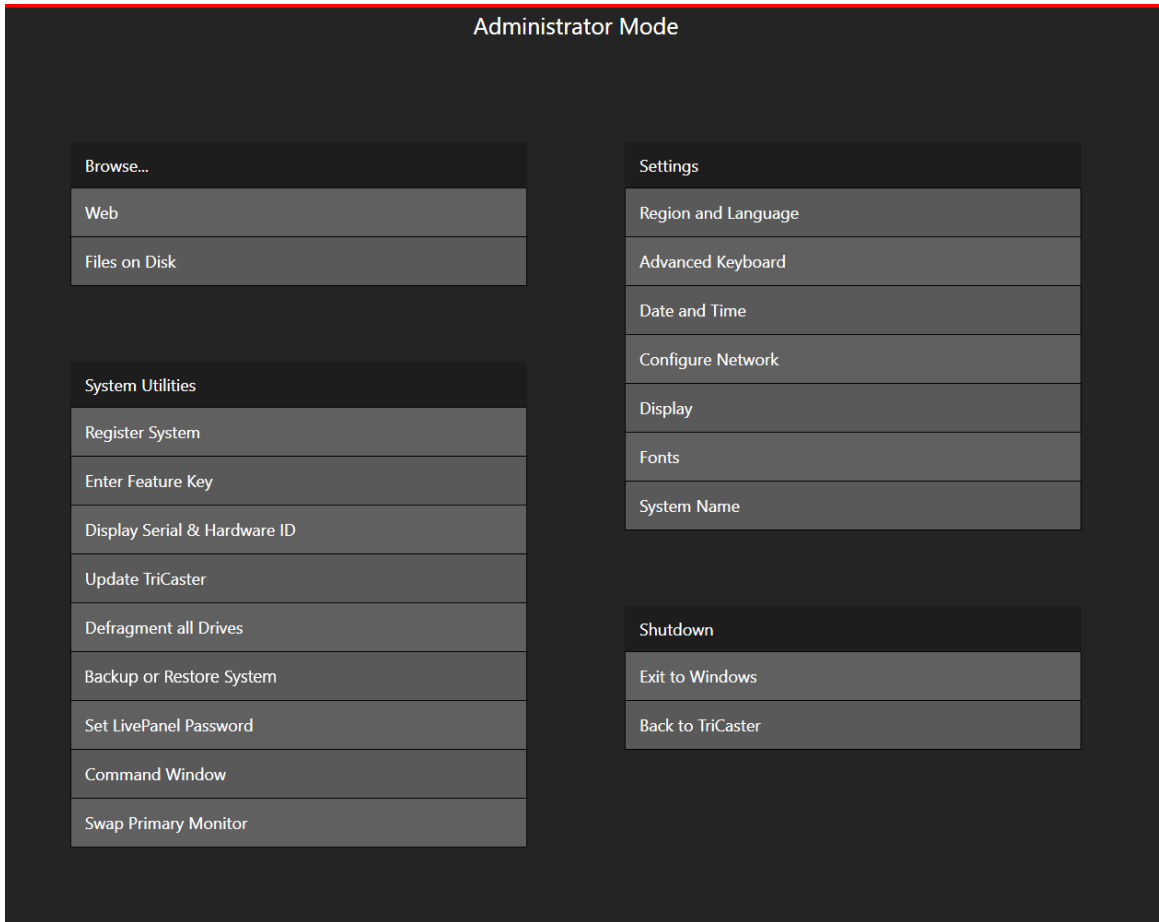 Administrator Mode
Browse...
Web
Files on Disk
System Utilities
Register System
Enter Feature Key
Display Serial & Hardware ID
Update TriCaster
Defragment all Drives
Backup or Restore System
Set LivePanel Password
Command Window
Swap Primary Monitor
Settings
Region and Language
Advanced Keyboard
Date and Time
Configure Network
Display
Fonts
System Name
Shutdown
Exit to Windows
Back to TriCaster